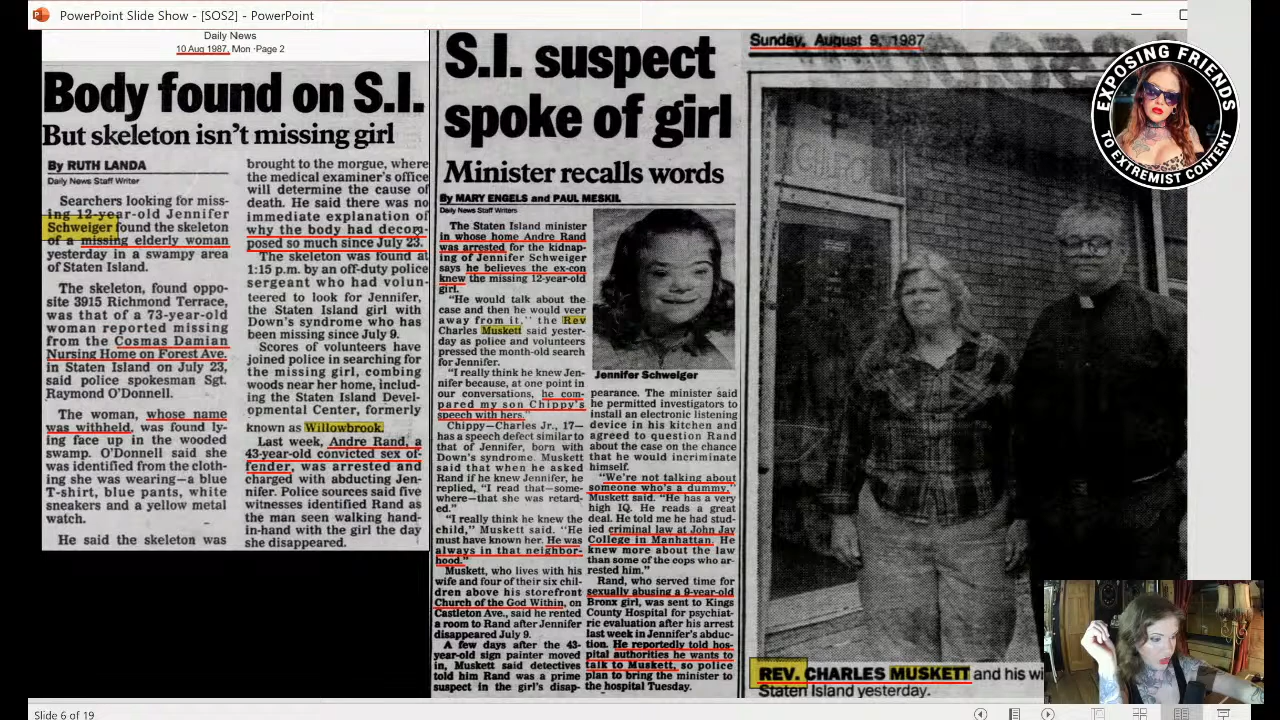 PowerPoint Slide Show - [SOS2] - PowerPoint
Daily News
10 Aug 1987, Mon · Page 2
Body found on S.I.
But skeleton isn't missing girl
By RUTH LANDA
Daily News Staff Writer
Searchers looking for miss-
ing 12-year-old Jennifer
Schweiger found the skeleton
of a missing elderly woman
yesterday in a swampy area
of Staten Island.
The skeleton, found oppo-
site 3915 Richmond Terrace,
was that of a 73-year-old
woman reported missing
from the Cosmas Damian
Nursing Home on Forest Ave.
in Staten Island on July 23,
said police spokesman Sgt.
Raymond O'Donnell.
The woman, whose name
was withheld, was found ly-
ing face up in the wooded
swamp. O'Donnell said she
was identified from the cloth-
ing she was wearing—a blue
T-shirt, blue pants, white
sneakers and a yellow metal
watch.
He said the skeleton was
brought to the morgue, where
the medical examiner's office
will determine the cause of
death. He said there was no
immediate explanation of
why the body had decom-
posed so much since July 23.
The skeleton was found at
1:15 p.m. by an off-duty police
sergeant who had volun-
teered to look for Jennifer,
the Staten Island girl with
Down's syndrome who has
been missing since July 9.
Scores of volunteers have
joined police in searching for
the missing girl, combing
woods near her home, includ-
ing the Staten Island Devel-
opmental Center, formerly
known as Willowbrook.
Last week, Andre Rand, a
43-year-old convicted sex of-
fender, was arrested and
charged with abducting Jen-
nifer. Police sources said five
witnesses identified Rand as
the man seen walking hand-
in-hand with the girl the day
she disappeared.
S.I. suspect
spoke of girl
Minister recalls words
By MARY ENGELS and PAUL MESKIL
Daily News Staff Writers
The Staten Island minister
in whose home Andre Rand
was arrested for the kidnap-
ing of Jennifer Schweiger
says he believes the ex-con
knew the missing 12-year-old
girl.
"He would talk about the
case and then he would veer
away from it," the Rev
Charles Muskett said yester-
day as police and volunteers
pressed the month-old search
for Jennifer.
"I really think he knew Jen-
nifer because, at one point in
our conversations, he com-
pared my son Chippy's
speech with hers."
Chippy—Charles Jr., 17—
has a speech defect similar to
that of Jennifer, born with
Down's syndrome. Muskett
said that when he asked
Rand if he knew Jennifer, he
replied, "I read that—some-
where—that she was retard-
ed."
"I really think he knew the
child," Muskett said. "He
must have known her. He was
always in that neighbor-
hood."
Muskett, who lives with his
wife and four of their six chil-
dren above his storefront
Church of the God Within, on
Castleton Ave., said he rented
a room to Rand after Jennifer
disappeared July 9.
A few days after the 43-
year-old sign painter moved
in, Muskett said detectives
told him Rand was a prime
suspect in the girl's disap-
Jennifer Schweiger
pearance. The minister said
he permitted investigators to
install an electronic listening
device in his kitchen and
agreed to question Rand
about the case on the chance
that he would incriminate
himself.
"We're not talking about
someone who's a dummy,"
Muskett said. "He has a very
high IQ. He reads a great
deal. He told me he had stud-
ied criminal law at John Jay
College in Manhattan. He
knew more about the law
than some of the cops who ar-
rested him."
Rand, who served time for
sexually abusing a 9-year-old
Bronx girl, was sent to Kings
County Hospital for psychiat-
ric evaluation after his arrest
last week in Jennifer's abduc-
tion. He reportedly told hos-
pital authorities he wants to
talk to Muskett, so police
plan to bring the minister to
the hospital Tuesday.
Sunday, August 9, 1987
REV. CHARLES MUSKETT and his wi
Staten Island yesterday.
EXPOSING FRIENDS
TO EXTREMIST CONTENT
Slide 6 of 19